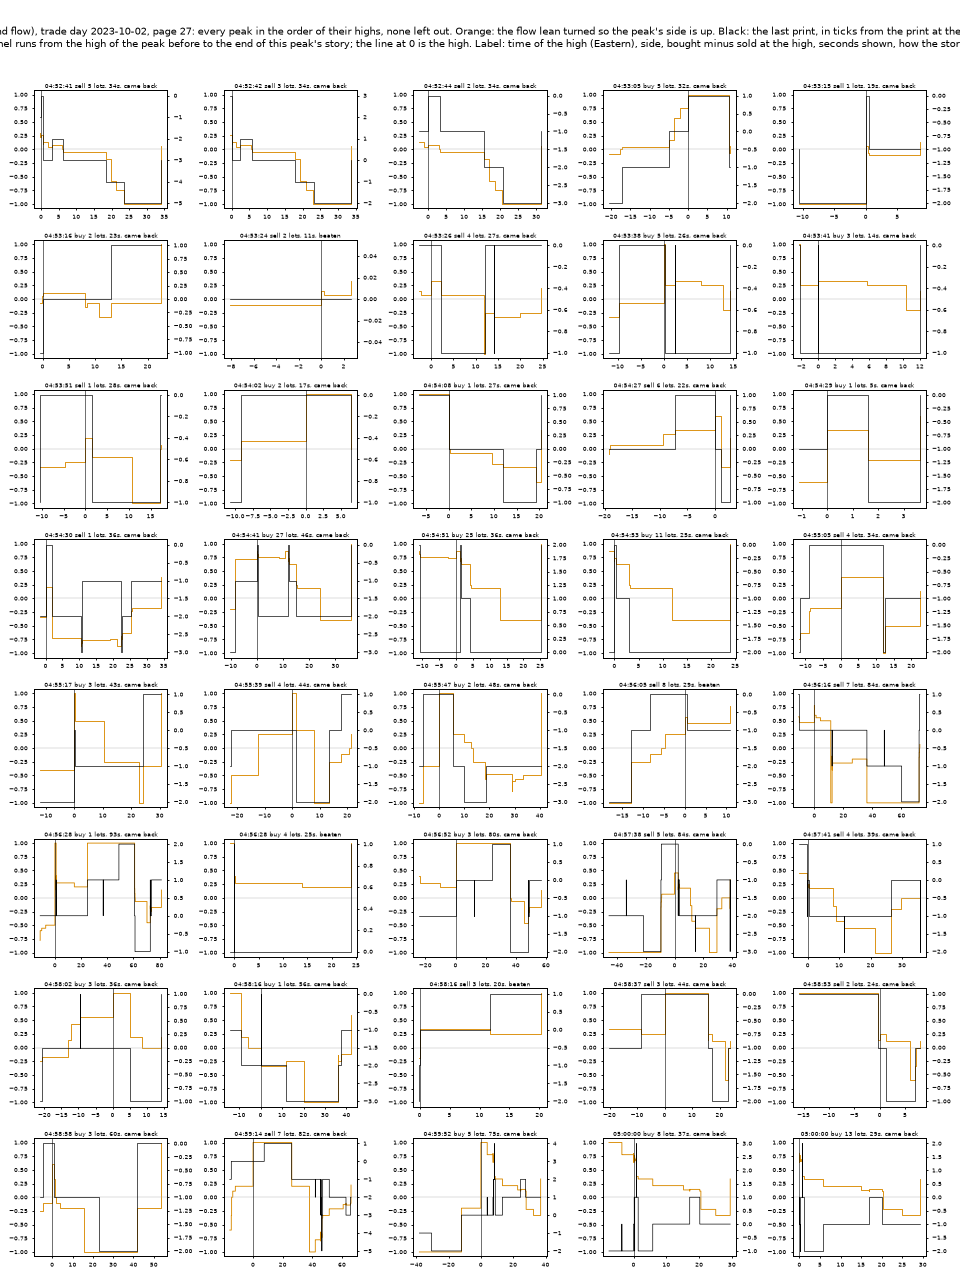 nd flow), trade day 2023-10-02, page 27: every peak in the order of their highs, none left out. Orange: the flow lean turned so the peak's side is up. Black: the last print, in ticks from the print at the
nel runs from the high of the peak before to the end of this peak's story; the line at 0 is the high. Label: time of the high (Eastern), side, bought minus sold at the high, seconds shown, how the stor
04:52:41 sell 5 lots, 34s, came back
04:52:42 sell 3 lots, 34s, came back
04:52:44 sell 2 lots, 34s, came back
04:53:05 buy 5 lots, 32s, came back
04:53:15 sell 1 lots, 19s, came back
04:53:16 buy 2 lots, 23s, came back
04:53:24 sell 2 lots, 11s, beaten
04:53:26 sell 4 lots, 27s, came back
04:53:38 buy 5 lots, 26s, came back
04:53:41 buy 3 lots, 14s, came back
04:53:51 sell 1 lots, 28s, came back
04:54:02 buy 2 lots, 17s, came back
04:54:08 buy 1 lots, 27s, came back
04:54:27 sell 6 lots, 22s, came back
04:54:29 buy 1 lots, 5s, came back
04:54:30 sell 1 lots, 36s, came back
04:54:41 buy 27 lots, 46s, came back
04:54:51 buy 25 lots, 36s, came back
04:54:53 buy 11 lots, 25s, came back
04:55:05 sell 4 lots, 34s, came back
04:55:17 buy 3 lots, 43s, came back
04:55:39 sell 4 lots, 44s, came back
04:55:47 buy 2 lots, 48s, came back
04:56:05 sell 8 lots, 29s, beaten
04:56:16 sell 7 lots, 84s, came back
04:56:28 buy 1 lots, 93s, came back
04:56:28 buy 4 lots, 25s, beaten
04:56:52 buy 3 lots, 80s, came back
04:57:38 sell 5 lots, 84s, came back
04:57:41 sell 4 lots, 39s, came back
04:58:02 buy 3 lots, 36s, came back
04:58:16 buy 1 lots, 56s, came back
04:58:16 sell 3 lots, 20s, beaten
04:58:37 sell 3 lots, 44s, came back
04:58:53 sell 2 lots, 24s, came back
04:58:58 buy 3 lots, 60s, came back
04:59:14 sell 7 lots, 82s, came back
04:59:52 buy 5 lots, 75s, came back
05:00:00 buy 8 lots, 37s, came back
05:00:00 buy 13 lots, 29s, came back